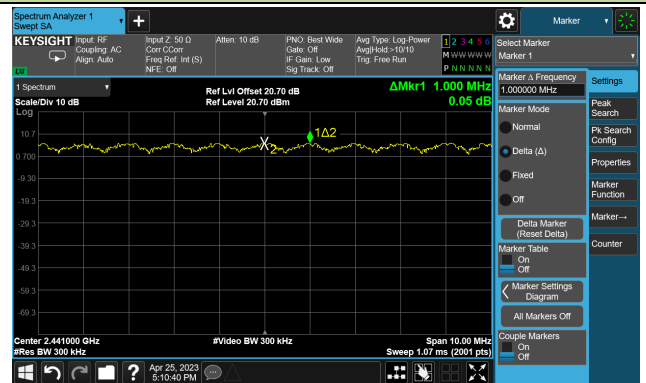 Spectrum Analyzer 1
Swept SA
KEYSIGHT
Input: RF
Coupling: AC
Align: Auto
Input Z: 50 Ω
Corr CCorr
Freq Ref: Int (S)
NFE: Off
Atten: 10 dB
PNO: Best Wide
Gate: Off
IF Gain: Low
Sig Track: Off
Avg Type: Log-Power
Avg|Hold:>10/10
Trig: Free Run
1 2 3 4 5 6
M W W W W W
P N N N N N
1 Spectrum
Scale/Div 10 dB
Log
Ref Lvl Offset 20.70 dB
Ref Level 20.70 dBm
ΔMkr1 1.000 MHz
0.05 dB
10.7
0.700
-9.30
-19.3
-29.3
-39.3
-49.3
-59.3
-69.3
X2
1Δ2
Center 2.441000 GHz
#Res BW 300 kHz
#Video BW 300 kHz
Span 10.00 MHz
Sweep 1.07 ms (2001 pts)
Apr 25, 2023
5:10:40 PM
Marker
Select Marker
Marker 1
Marker Δ Frequency
1.000000 MHz
Marker Mode
Normal
Delta (Δ)
Fixed
Off
Delta Marker
(Reset Delta)
Marker Table
On
Off
Marker Settings
Diagram
All Markers Off
Couple Markers
On
Off
Settings
Peak
Search
Pk Search
Config
Properties
Marker
Function
Marker→
Counter